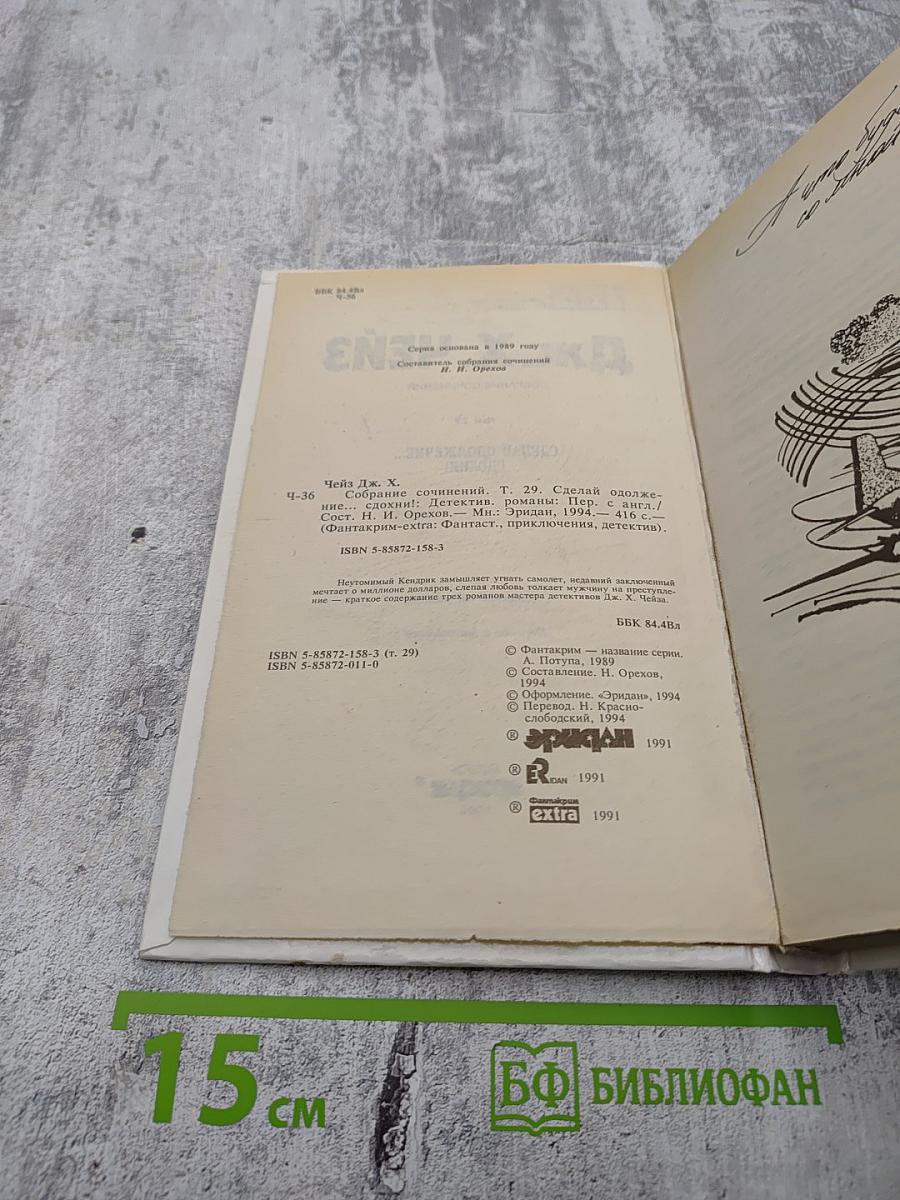 ББК 84.4Вл
Ч-36
Серия основана в 1989 году
Составитель собрания сочинений
Н. И. Орехов
Чейз Дж. Х.
Ч-36 Собрание сочинений. Т. 29. Сделай одолже-
ние... сдохни!: Детектив. романы: Пер. с англ./
Сост. Н. И. Орехов.— Мн.: Эридан, 1994.— 416 с.—
(Фантакрим-extra: Фантаст., приключения, детектив).
ISBN 5-85872-158-3
Неутомимый Кендрик замышляет угнать самолет, недавний заключенный
мечтает о миллионе долларов, слепая любовь толкает мужчину на преступле-
ние — краткое содержание трех романов мастера детективов Дж. Х. Чейза.
ББК 84.4Вл
ISBN 5-85872-158-3 (т. 29)
ISBN 5-85872-011-0
© Фантакрим — название серии.
А. Потупа, 1989
© Составление. Н. Орехов,
1994
© Оформление. «Эридан», 1994
© Перевод. Н. Красно-
слободский, 1994
® Эридан 1991
® ERIDAN 1991
® Фантакрим extra 1991
А что
со
15 см
БФ БИБЛИОФАН